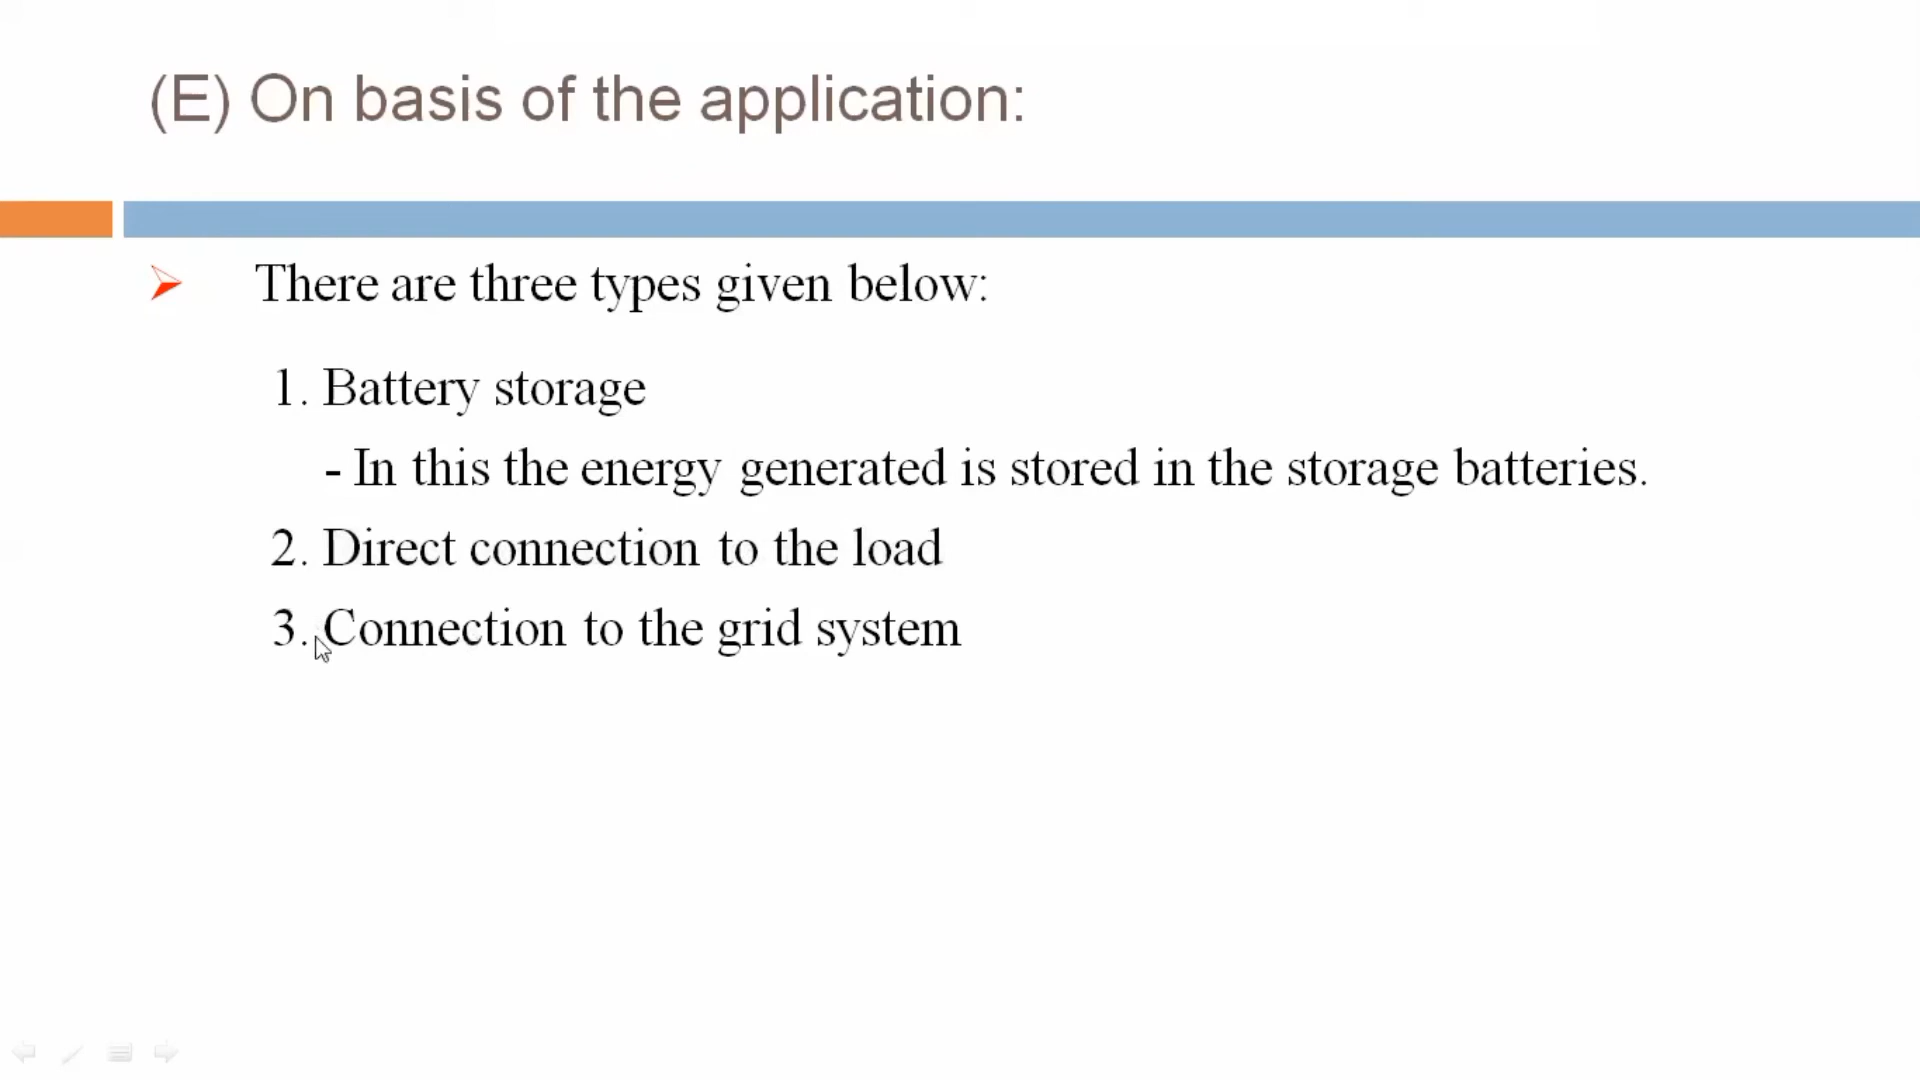 (E) On basis of the application:
There are three types given below:
1. Battery storage
- In this the energy generated is stored in the storage batteries.
2. Direct connection to the load
3. Connection to the grid system